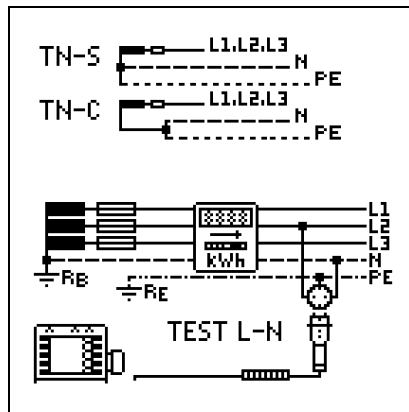 TN-S L1,L2,L3
N
PE
TN-C L1,L2,L3
N
PE
L1
L2
L3
kWh N
RB PE
RE
TEST L-N